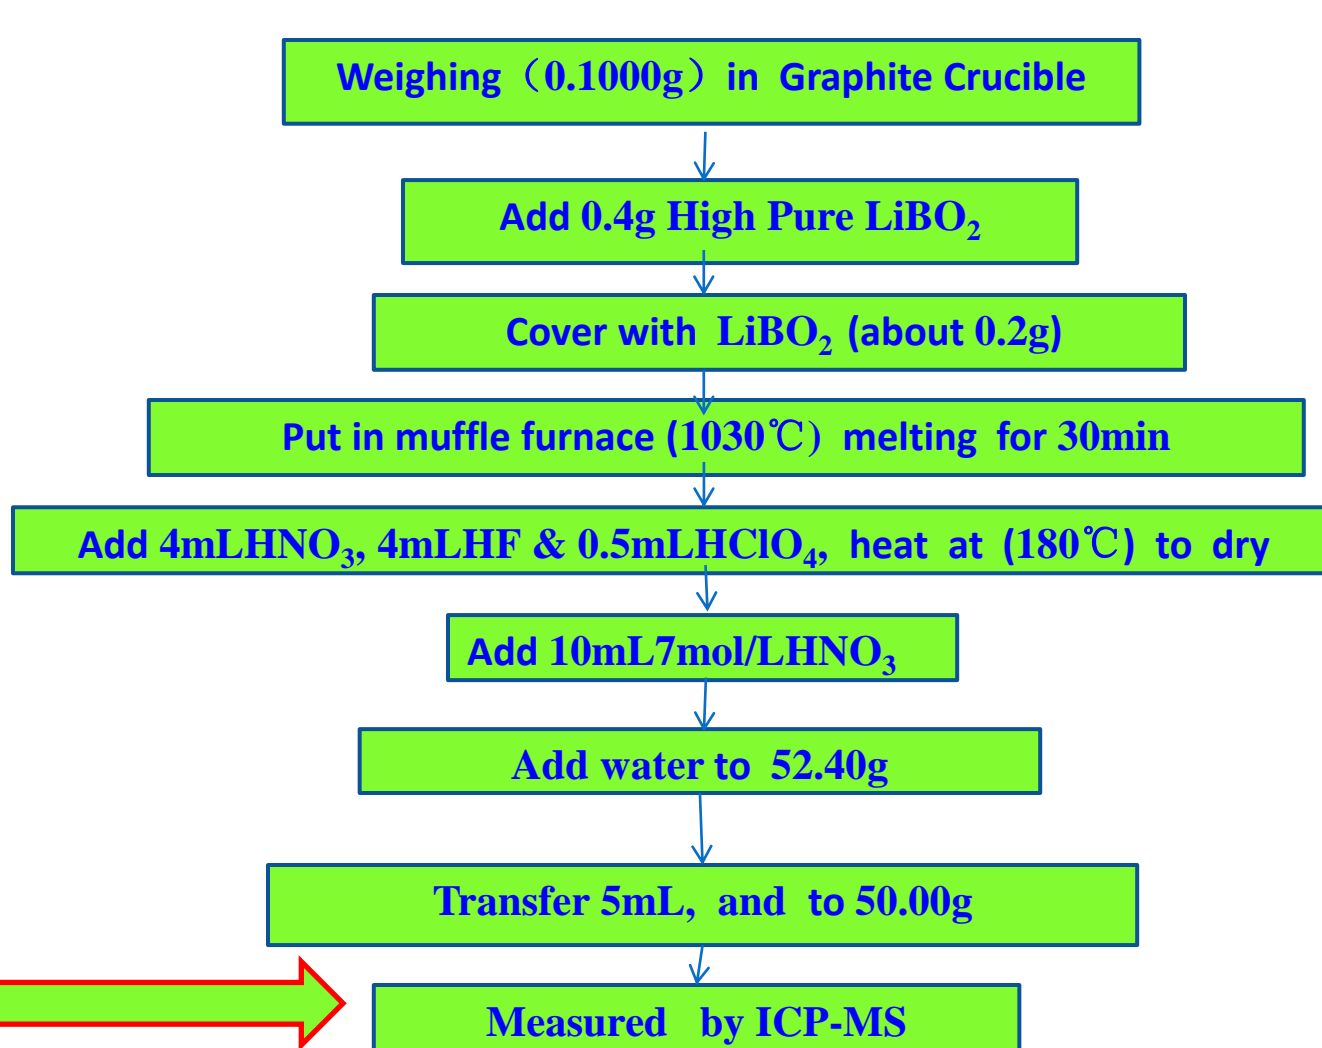 Weighing（0.1000g）in Graphite Crucible
Add 0.4g High Pure LiBO₂
Cover with LiBO₂ (about 0.2g)
Put in muffle furnace (1030℃) melting for 30min
Add 4mLHNO₃, 4mLHF & 0.5mLHClO₄, heat at (180℃) to dry
Add 10mL7mol/LHNO₃
Add water to 52.40g
Transfer 5mL, and to 50.00g
Measured by ICP-MS